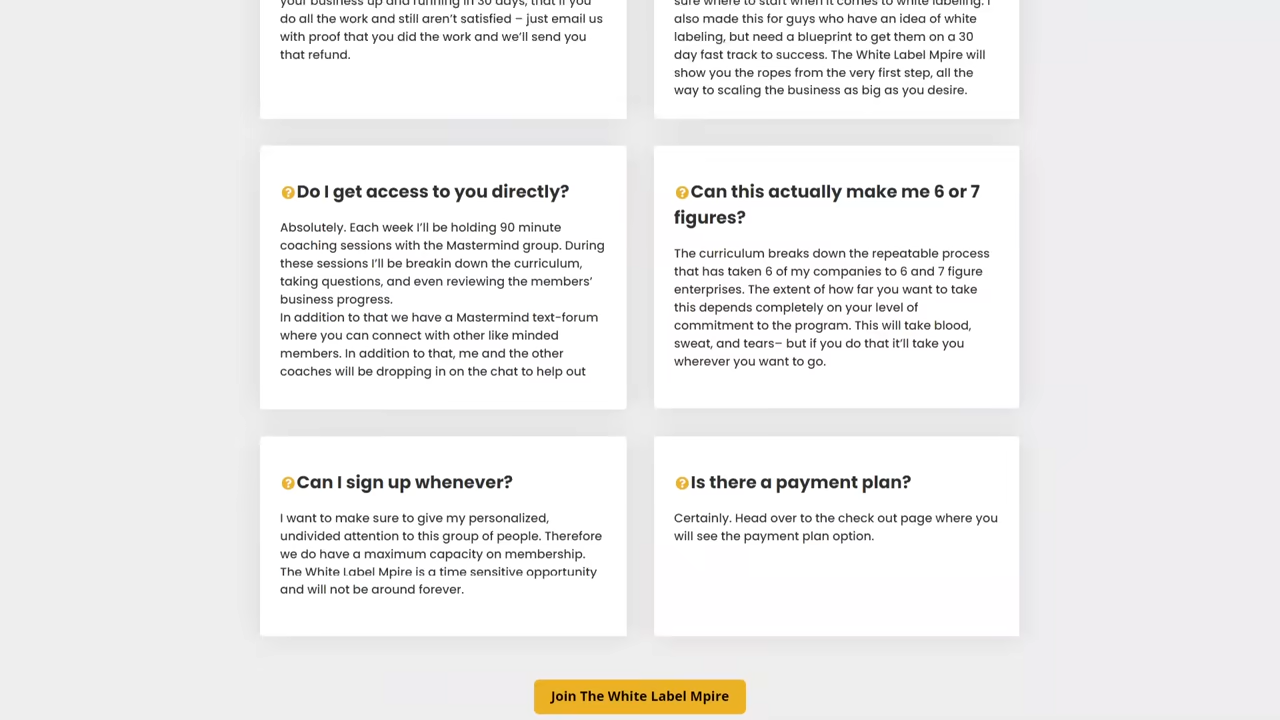 your business up and running in 30 days, that if you
do all the work and still aren't satisfied – just email us
with proof that you did the work and we'll send you
that refund.
sure where to start when it comes to white labeling. I
also made this for guys who have an idea of white
labeling, but need a blueprint to get them on a 30
day fast track to success. The White Label Mpire will
show you the ropes from the very first step, all the
way to scaling the business as big as you desire.
Do I get access to you directly?
Absolutely. Each week I'll be holding 90 minute
coaching sessions with the Mastermind group. During
these sessions I'll be breakin down the curriculum,
taking questions, and even reviewing the members'
business progress.
In addition to that we have a Mastermind text-forum
where you can connect with other like minded
members. In addition to that, me and the other
coaches will be dropping in on the chat to help out
Can this actually make me 6 or 7
figures?
The curriculum breaks down the repeatable process
that has taken 6 of my companies to 6 and 7 figure
enterprises. The extent of how far you want to take
this depends completely on your level of
commitment to the program. This will take blood,
sweat, and tears– but if you do that it'll take you
wherever you want to go.
Can I sign up whenever?
I want to make sure to give my personalized,
undivided attention to this group of people. Therefore
we do have a maximum capacity on membership.
The White Label Mpire is a time sensitive opportunity
and will not be around forever.
Is there a payment plan?
Certainly. Head over to the check out page where you
will see the payment plan option.
Join The White Label Mpire